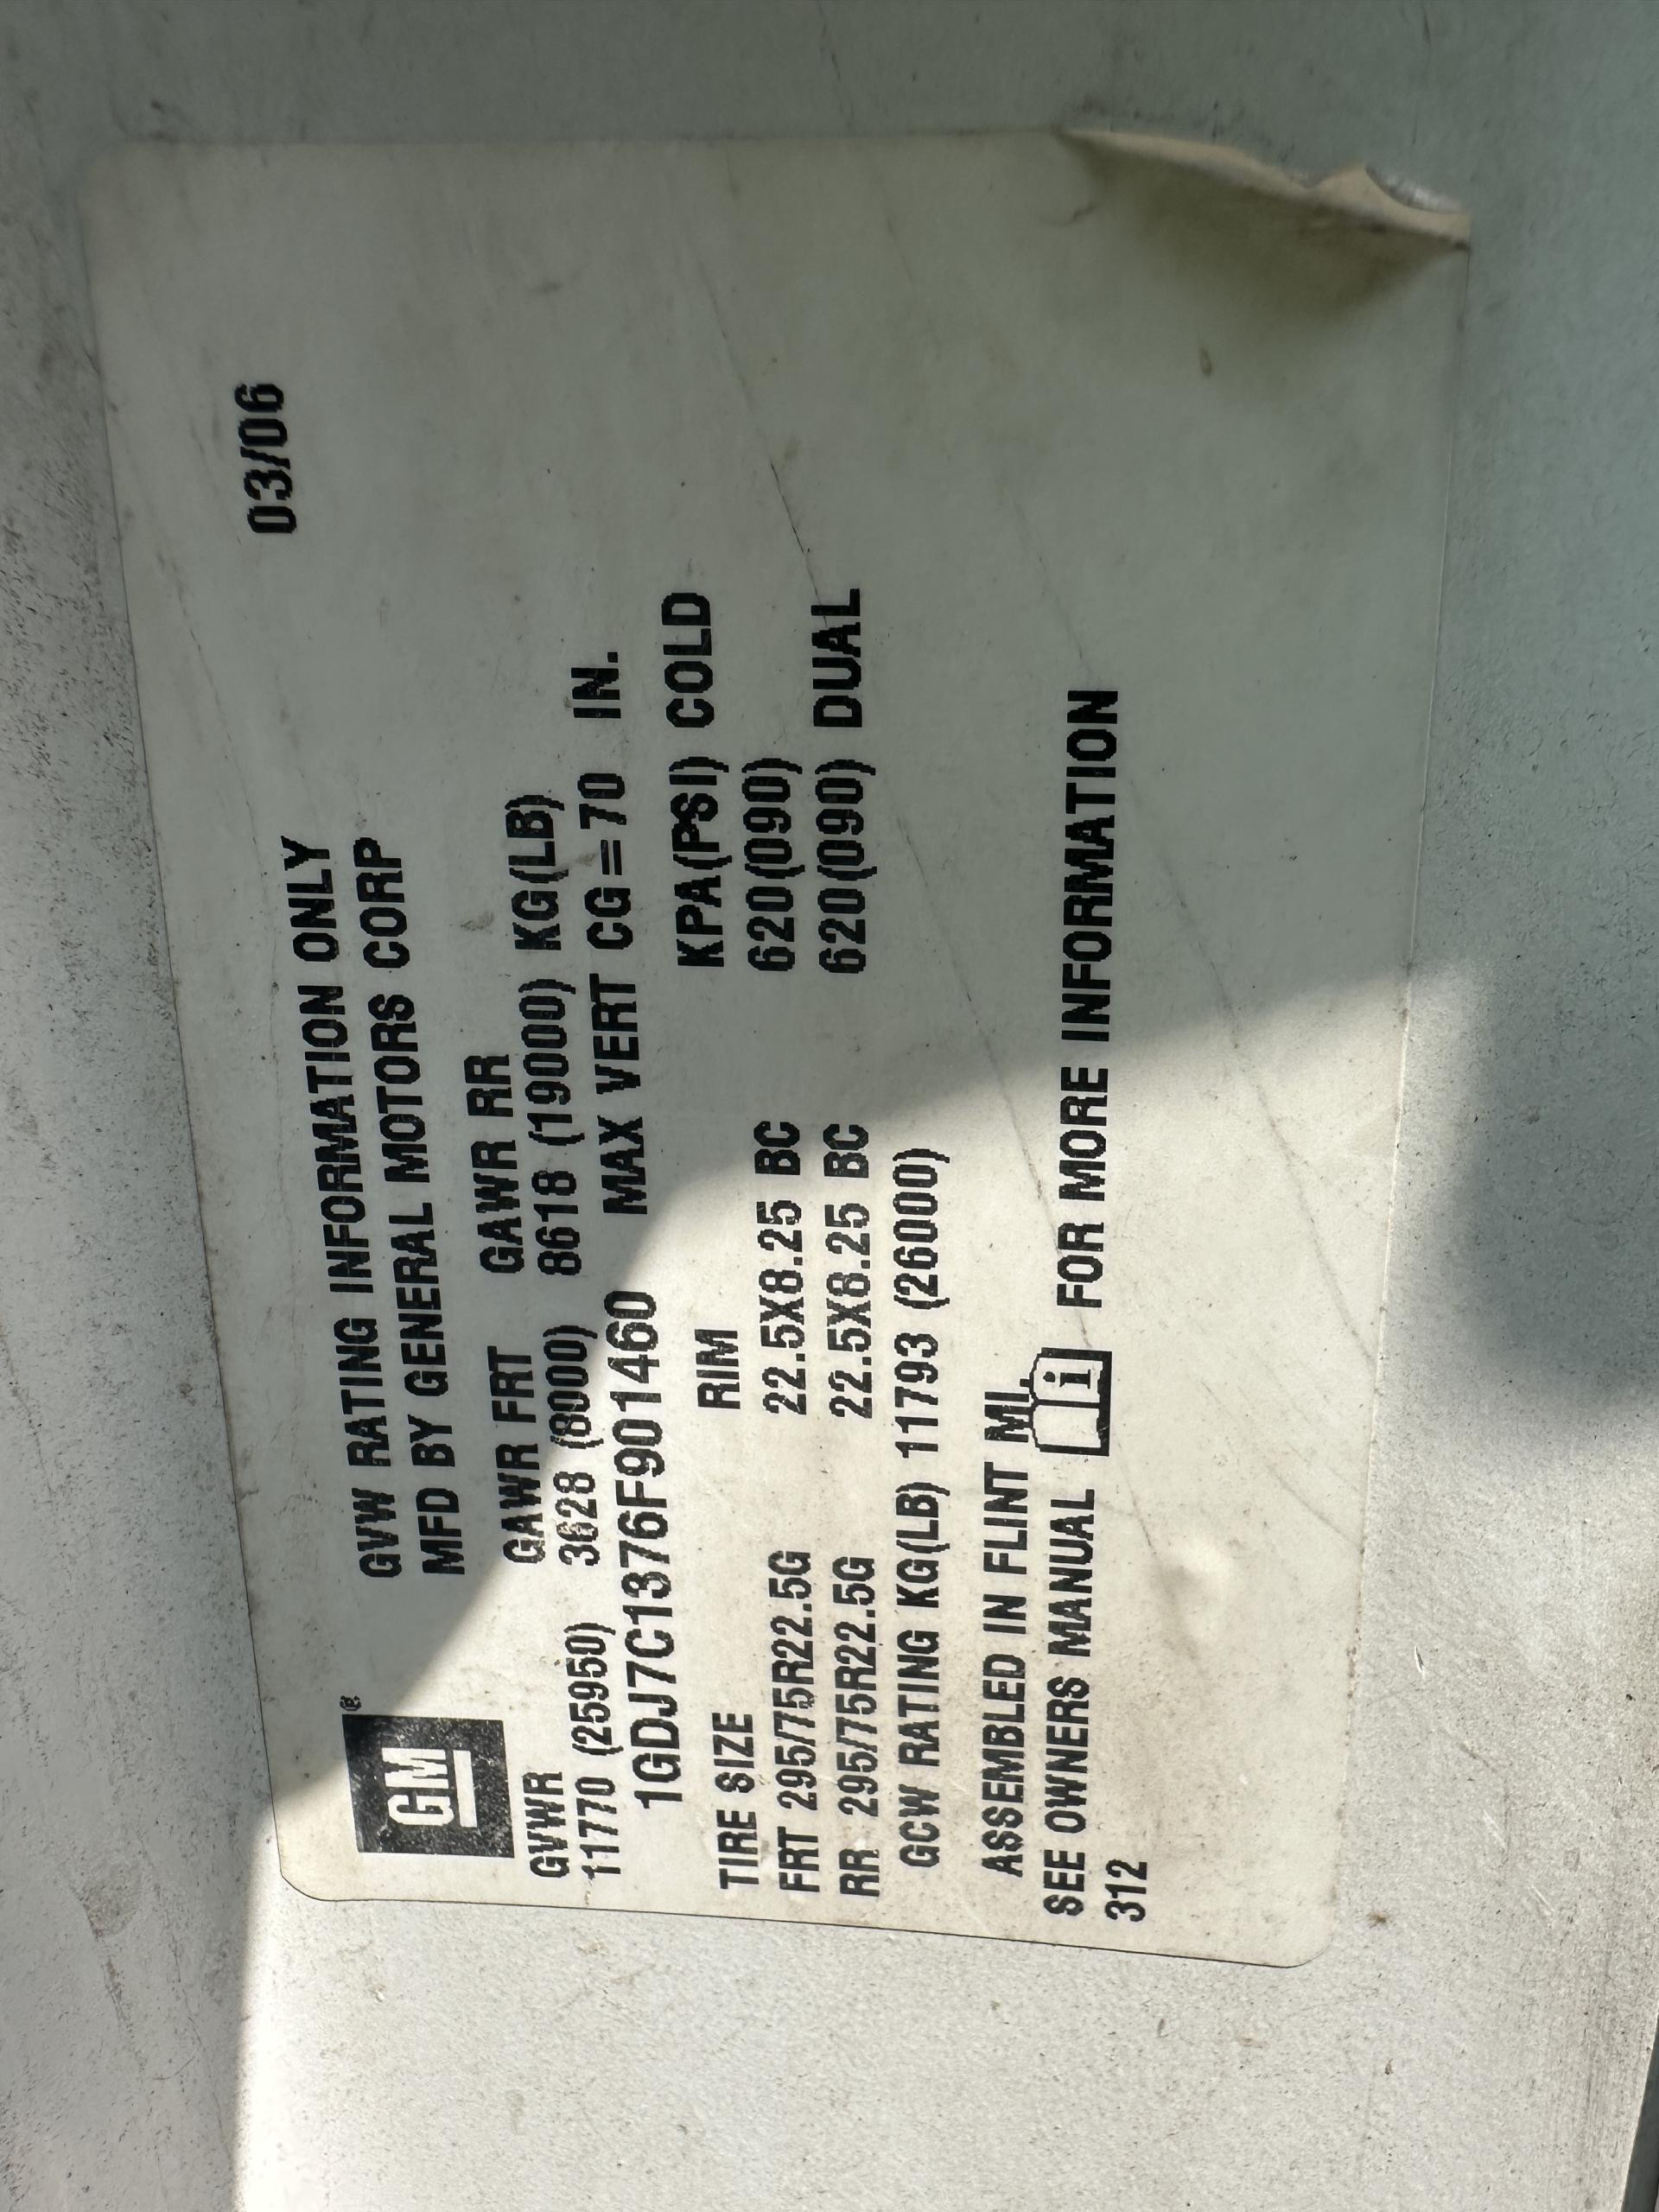 03/06
GVW RATING INFORMATION ONLY
GM® MFD BY GENERAL MOTORS CORP
GVWR GAWR FRT GAWR RR
11770 (25950) 3628 (8000) 8618 (19000) KG(LB)
1GDJ7C1376F901460 MAX VERT CG=70 IN.
TIRE SIZE RIM KPA(PSI) COLD
FRT 295/75R22.5G 22.5X8.25 BC 620(090)
RR 295/75R22.5G 22.5X8.25 BC 620(090) DUAL
GCW RATING KG(LB) 11793 (26000)
ASSEMBLED IN FLINT MI.
SEE OWNERS MANUAL i FOR MORE INFORMATION
312